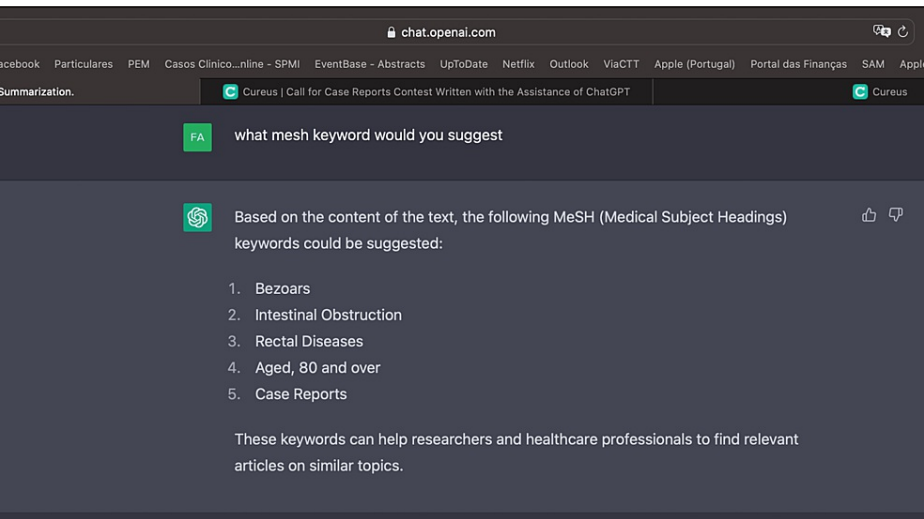 chat.openai.com
acebook Particulares PEM Casos Clinico...nline - SPMI EventBase - Abstracts UpToDate Netflix Outlook ViaCTT Apple (Portugal) Portal das Finanças SAM Apple
Summarization. C Cureus | Call for Case Reports Contest Written with the Assistance of ChatGPT C Cureus
FA what mesh keyword would you suggest
Based on the content of the text, the following MeSH (Medical Subject Headings)
keywords could be suggested:
1. Bezoars
2. Intestinal Obstruction
3. Rectal Diseases
4. Aged, 80 and over
5. Case Reports
These keywords can help researchers and healthcare professionals to find relevant
articles on similar topics.